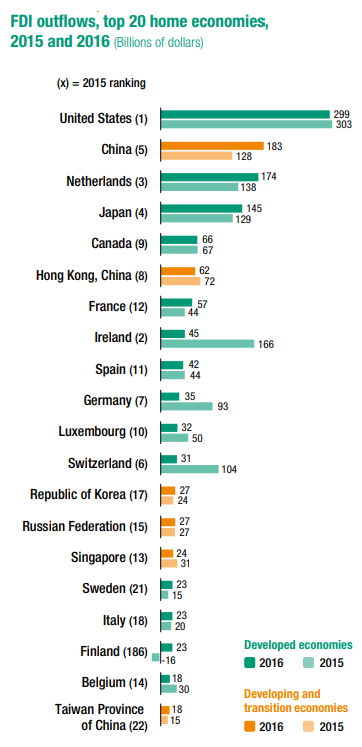 FDI outflows, top 20 home economies,
2015 and 2016 (Billions of dollars)
(x) = 2015 ranking
United States (1) 299
303
China (5) 183
128
Netherlands (3) 174
138
Japan (4) 145
129
Canada (9) 66
67
Hong Kong, China (8) 62
72
France (12) 57
44
Ireland (2) 45
166
Spain (11) 42
44
Germany (7) 35
93
Luxembourg (10) 32
50
Switzerland (6) 31
104
Republic of Korea (17) 27
24
Russian Federation (15) 27
27
Singapore (13) 24
31
Sweden (21) 23
15
Italy (18) 23
20
Finland (186) 23
-16
Belgium (14) 18
30
Taiwan Province
of China (22) 18
15
Developed economies
2016 2015
Developing and
transition economies
2016 2015